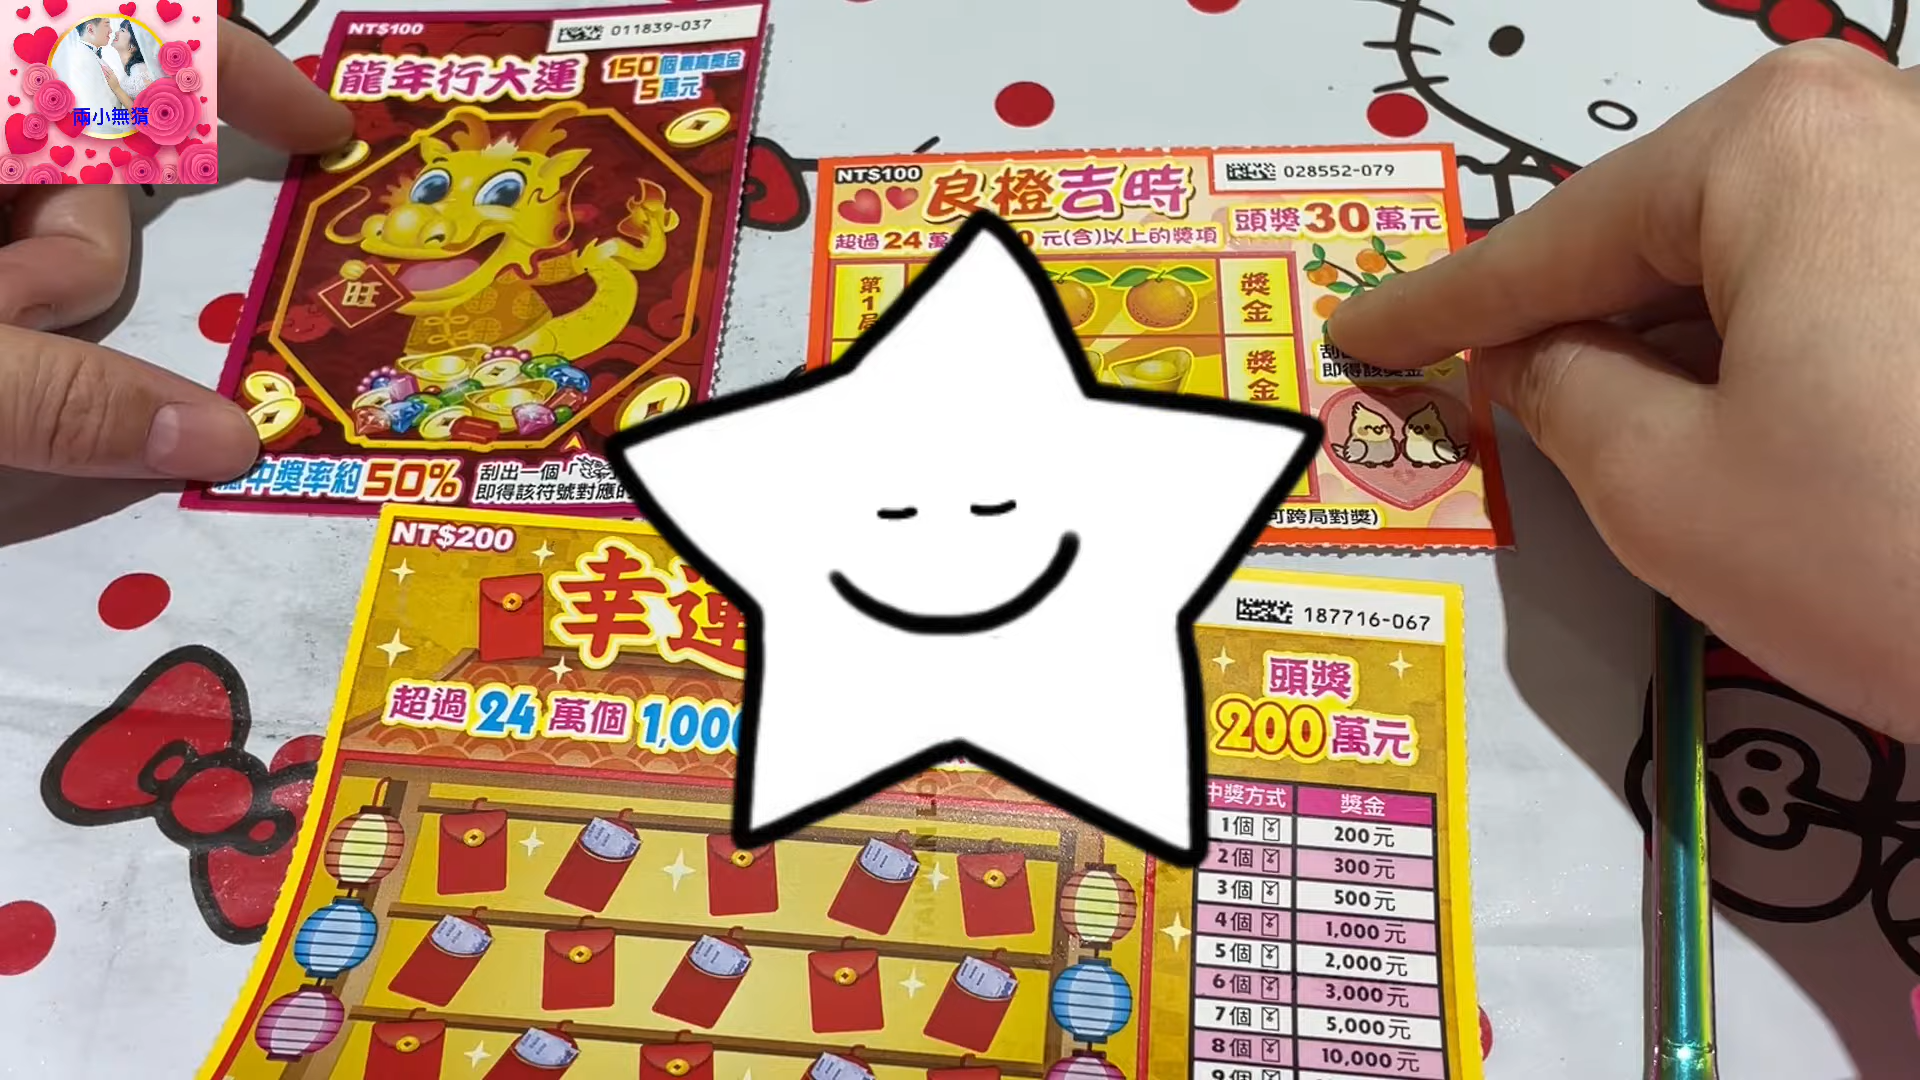 兩小無猜
NT$100
011839-037
龍年行大運
150個最高獎金
5萬元
旺
中獎率約50%
刮出一個「
即得該符號對應的
NT$100
028552-079
良橙吉時
頭獎30萬元
超過24萬
0元(含)以上的獎項
第1局
獎金
獎金
刮出
即得該獎金
可跨局對獎)
NT$200
187716-067
幸運
超過24萬個1,000
頭獎
200萬元
中獎方式 獎金
1個 200元
2個 300元
3個 500元
4個 1,000元
5個 2,000元
6個 3,000元
7個 5,000元
8個 10,000元
9個